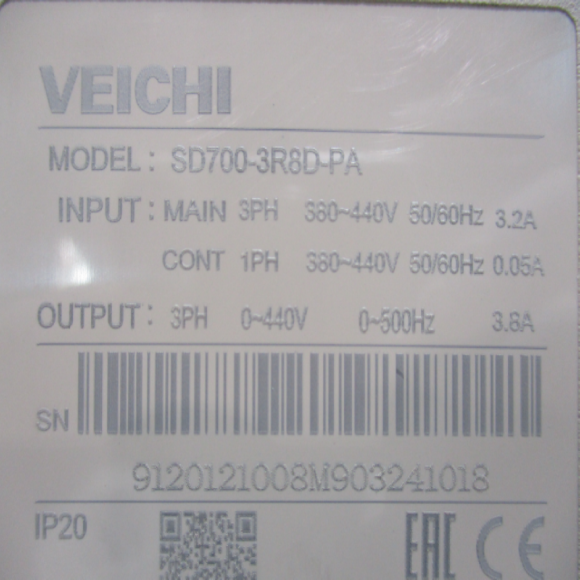 VEICHI
MODEL: SD700-3R8D-PA
INPUT: MAIN 3PH 380~440V 50/60Hz 3.2A
CONT 1PH 380~440V 50/60Hz 0.05A
OUTPUT: 3PH 0~440V 0~500Hz 3.8A
SN
9120121008M903241018
IP20 EAC CE